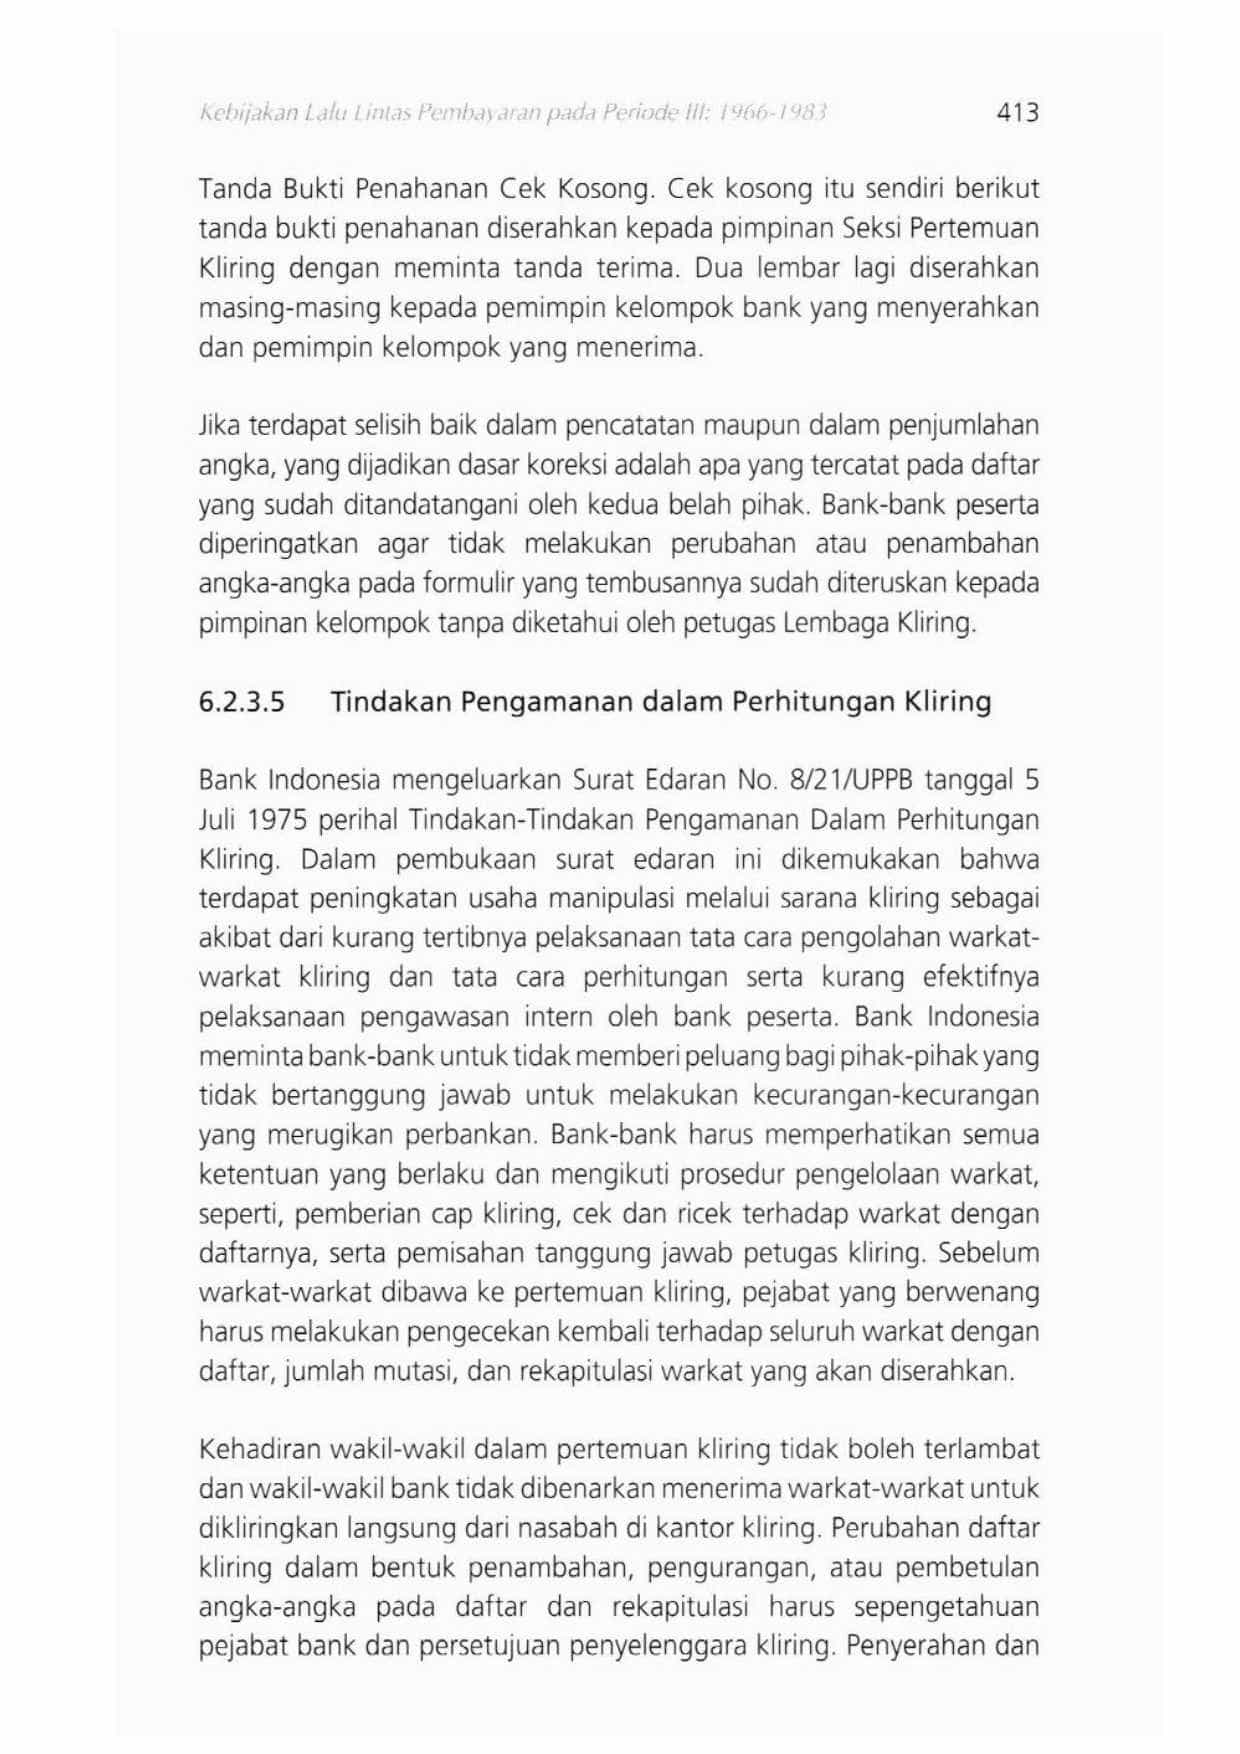 Kebijakan Lalu Lintas Pembayaran pada Periode III: 1966-1983 413
Tanda Bukti Penahanan Cek Kosong. Cek kosong itu sendiri berikut
tanda bukti penahanan diserahkan kepada pimpinan Seksi Pertemuan
Kliring dengan meminta tanda terima. Dua lembar lagi diserahkan
masing-masing kepada pemimpin kelompok bank yang menyerahkan
dan pemimpin kelompok yang menerima.
Jika terdapat selisih baik dalam pencatatan maupun dalam penjumlahan
angka, yang dijadikan dasar koreksi adalah apa yang tercatat pada daftar
yang sudah ditandatangani oleh kedua belah pihak. Bank-bank peserta
diperingatkan agar tidak melakukan perubahan atau penambahan
angka-angka pada formulir yang tembusannya sudah diteruskan kepada
pimpinan kelompok tanpa diketahui oleh petugas Lembaga Kliring.
6.2.3.5 Tindakan Pengamanan dalam Perhitungan Kliring
Bank Indonesia mengeluarkan Surat Edaran No. 8/21/UPPB tanggal 5
Juli 1975 perihal Tindakan-Tindakan Pengamanan Dalam Perhitungan
Kliring. Dalam pembukaan surat edaran ini dikemukakan bahwa
terdapat peningkatan usaha manipulasi melalui sarana kliring sebagai
akibat dari kurang tertibnya pelaksanaan tata cara pengolahan warkat-
warkat kliring dan tata cara perhitungan serta kurang efektifnya
pelaksanaan pengawasan intern oleh bank peserta. Bank Indonesia
meminta bank-bank untuk tidak memberi peluang bagi pihak-pihak yang
tidak bertanggung jawab untuk melakukan kecurangan-kecurangan
yang merugikan perbankan. Bank-bank harus memperhatikan semua
ketentuan yang berlaku dan mengikuti prosedur pengelolaan warkat,
seperti, pemberian cap kliring, cek dan ricek terhadap warkat dengan
daftarnya, serta pemisahan tanggung jawab petugas kliring. Sebelum
warkat-warkat dibawa ke pertemuan kliring, pejabat yang berwenang
harus melakukan pengecekan kembali terhadap seluruh warkat dengan
daftar, jumlah mutasi, dan rekapitulasi warkat yang akan diserahkan.
Kehadiran wakil-wakil dalam pertemuan kliring tidak boleh terlambat
dan wakil-wakil bank tidak dibenarkan menerima warkat-warkat untuk
dikliringkan langsung dari nasabah di kantor kliring. Perubahan daftar
kliring dalam bentuk penambahan, pengurangan, atau pembetulan
angka-angka pada daftar dan rekapitulasi harus sepengetahuan
pejabat bank dan persetujuan penyelenggara kliring. Penyerahan dan